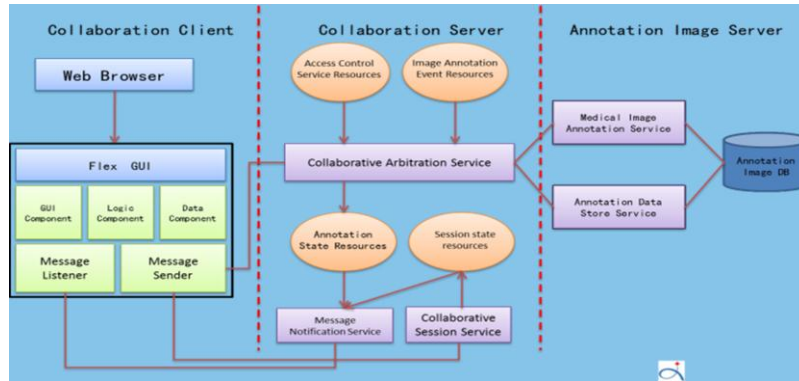 Collaboration Client
Collaboration Server
Annotation Image Server
Web Browser
Flex GUI
GUI
Component
Logic
Component
Data
Component
Message
Listener
Message
Sender
Access Control
Service Resources
Image Annotation
Event Resources
Collaborative Arbitration Service
Annotation
State Resources
Session state
resources
Message
Notification Service
Collaborative
Session Service
Medical Image
Annotation Service
Annotation Data
Store Service
Annotation
Image DB